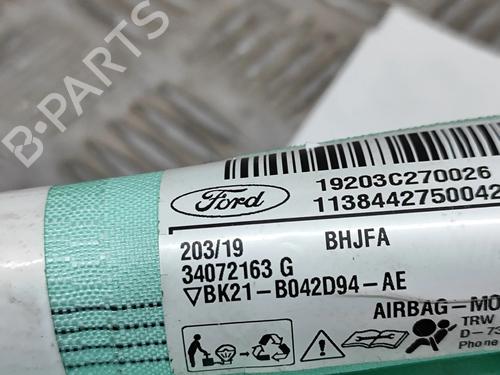 B-PARTS
Ford
19203C270026
1138442750042
203/19 BHJFA
34072163 G
▽BK21-B042D94-AE
AIRBAG-MO
TRW
D-73
Phone